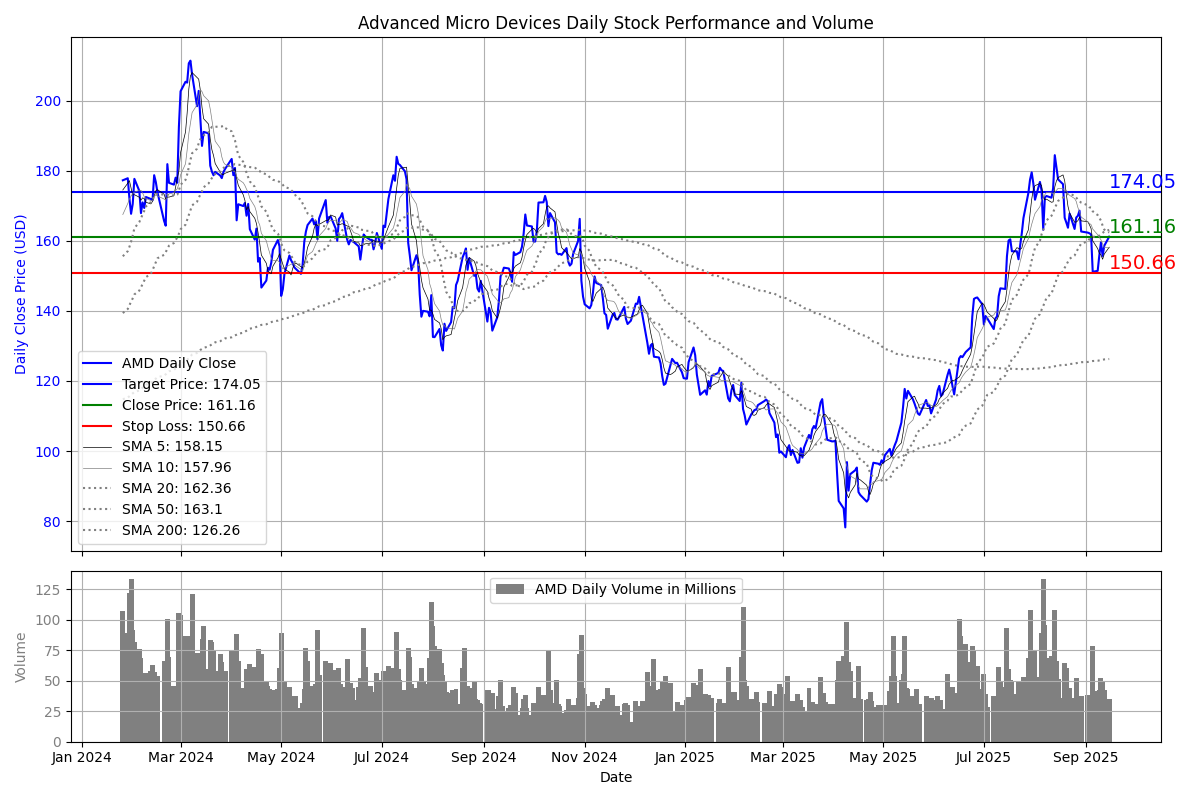 Advanced Micro Devices Daily Stock Performance and Volume
Daily Close Price (USD)
200
180
160
140
120
100
80
174.05
161.16
150.66
AMD Daily Close
Target Price: 174.05
Close Price: 161.16
Stop Loss: 150.66
SMA 5: 158.15
SMA 10: 157.96
SMA 20: 162.36
SMA 50: 163.1
SMA 200: 126.26
Volume
125
100
75
50
25
0
AMD Daily Volume in Millions
Jan 2024 Mar 2024 May 2024 Jul 2024 Sep 2024 Nov 2024 Jan 2025 Mar 2025 May 2025 Jul 2025 Sep 2025
Date